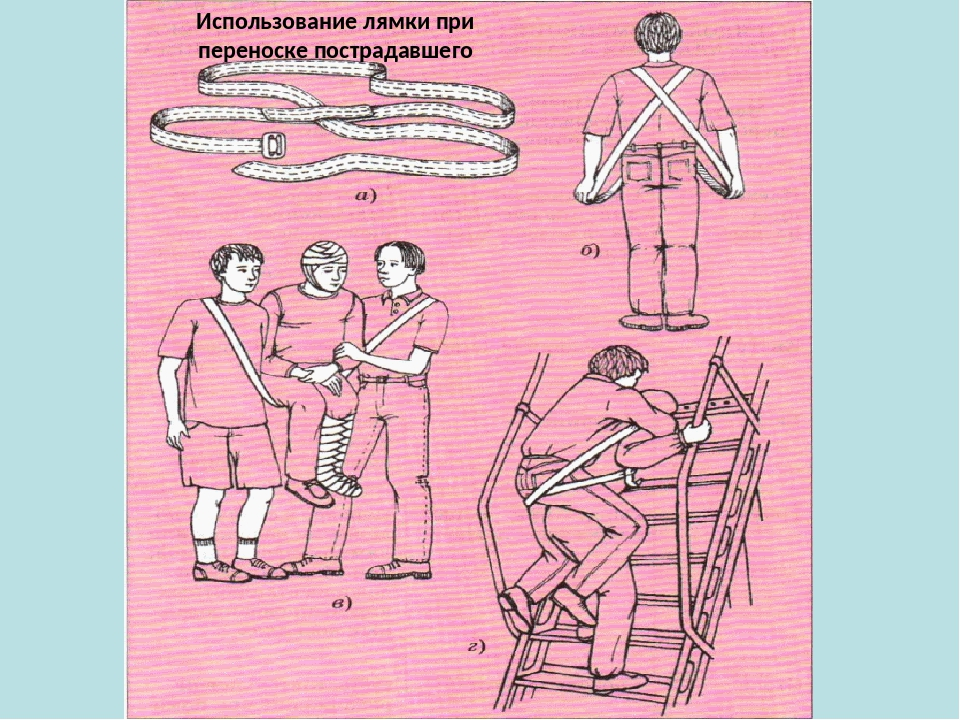 Использование лямки при
переноске пострадавшего
а)
б)
в)
г)